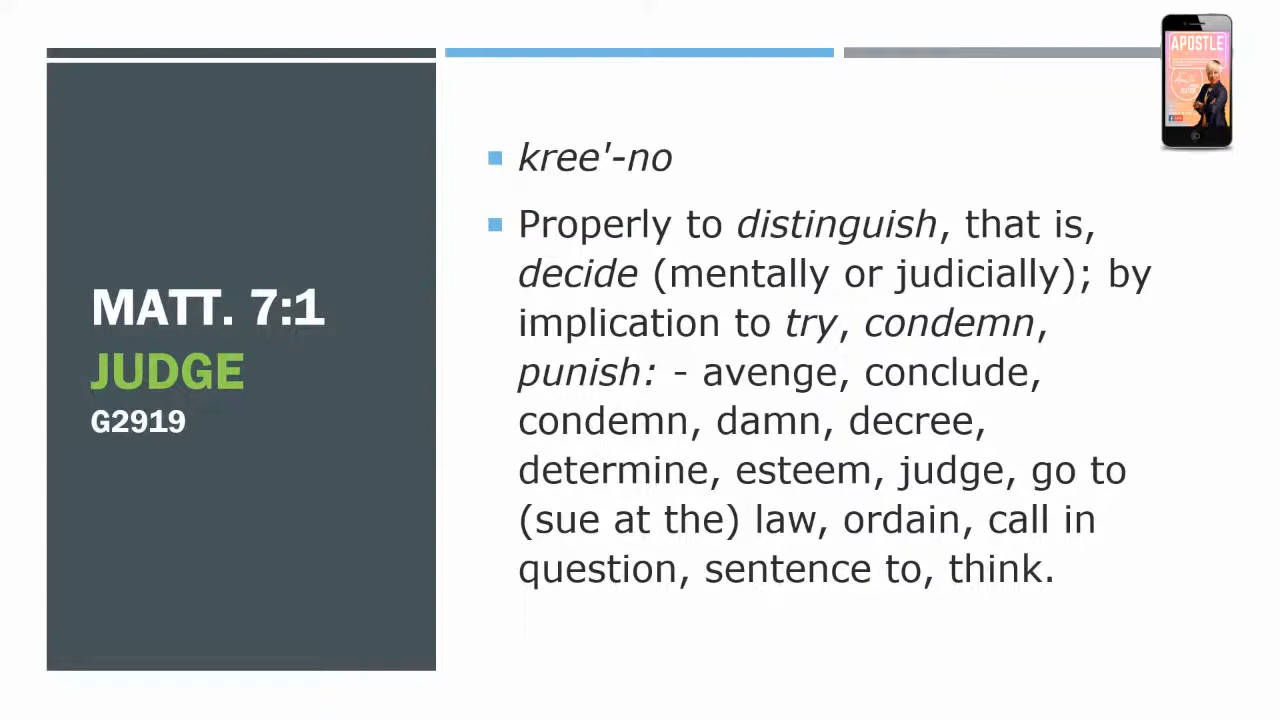 APOSTLE
MATT. 7:1
JUDGE
G2919
kree'-no
Properly to distinguish, that is,
decide (mentally or judicially); by
implication to try, condemn,
punish: - avenge, conclude,
condemn, damn, decree,
determine, esteem, judge, go to
(sue at the) law, ordain, call in
question, sentence to, think.